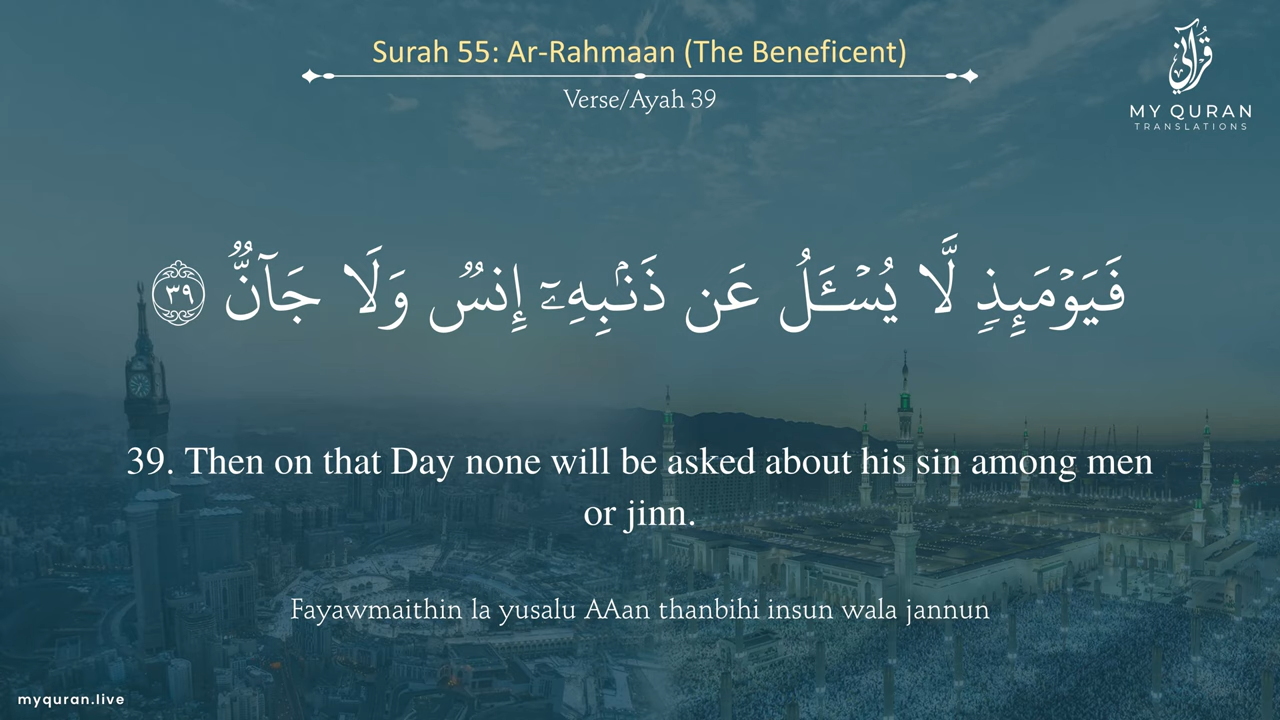 Surah 55: Ar-Rahmaan (The Beneficent)
Verse/Ayah 39
قُرْآنِي
MY QURAN
TRANSLATIONS
فَيَوْمَئِذٍ لَّا يُسْـَٔلُ عَن ذَنۢبِهِۦٓ إِنسٌ وَلَا جَآنٌّ ٣٩
39. Then on that Day none will be asked about his sin among men
or jinn.
Fayawmaithin la yusalu AAan thanbihi insun wala jannun
myquran.live